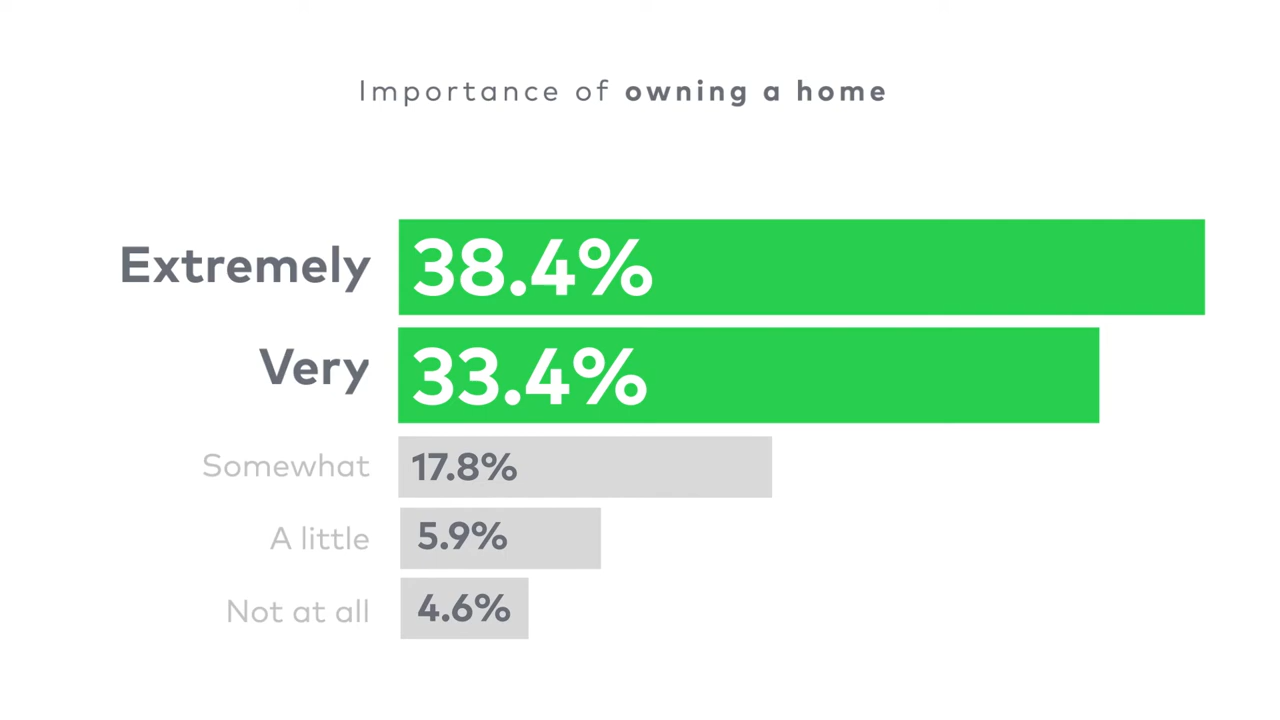 Importance of owning a home
Extremely 38.4%
Very 33.4%
Somewhat 17.8%
A little 5.9%
Not at all 4.6%